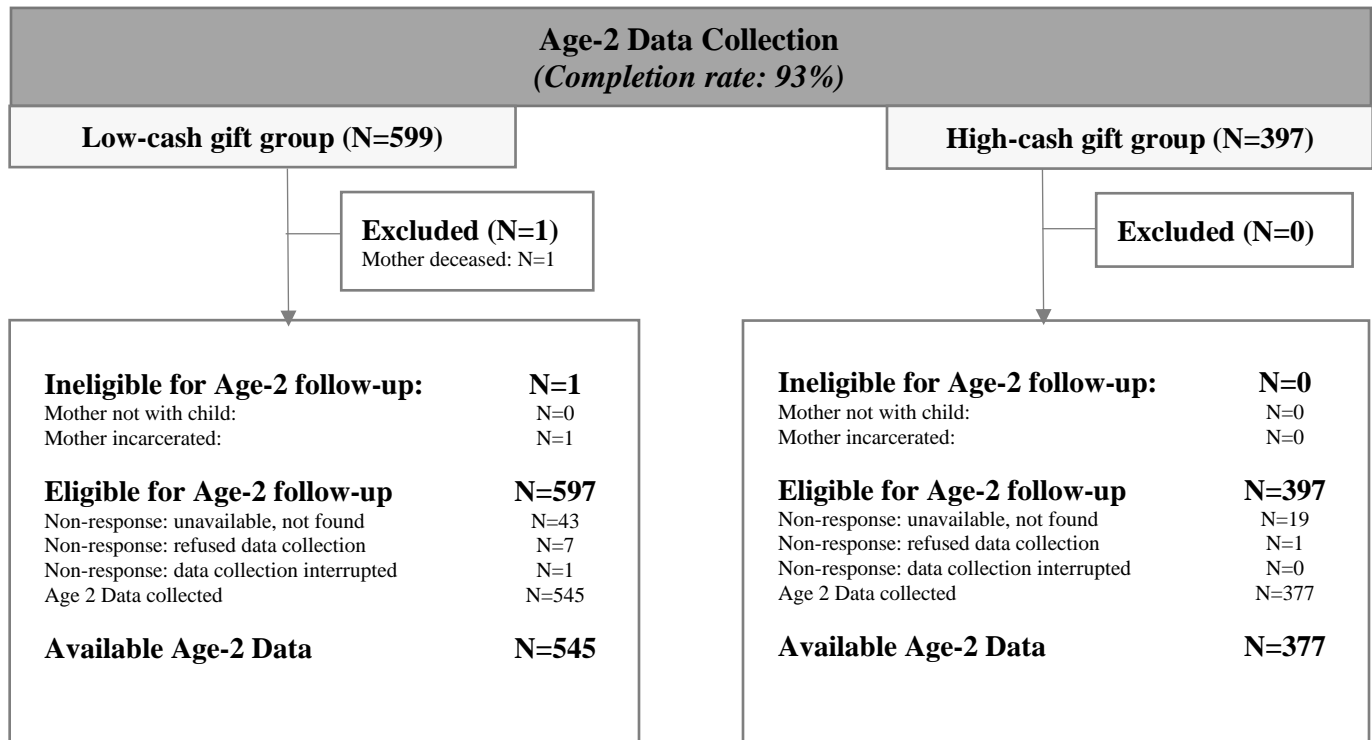 Age-2 Data Collection
(Completion rate: 93%)
Low-cash gift group (N=599)
High-cash gift group (N=397)
Excluded (N=1)
Mother deceased: N=1
Excluded (N=0)
Ineligible for Age-2 follow-up: N=1
Mother not with child: N=0
Mother incarcerated: N=1
Eligible for Age-2 follow-up N=597
Non-response: unavailable, not found N=43
Non-response: refused data collection N=7
Non-response: data collection interrupted N=1
Age 2 Data collected N=545
Available Age-2 Data N=545
Ineligible for Age-2 follow-up: N=0
Mother not with child: N=0
Mother incarcerated: N=0
Eligible for Age-2 follow-up N=397
Non-response: unavailable, not found N=19
Non-response: refused data collection N=1
Non-response: data collection interrupted N=0
Age 2 Data collected N=377
Available Age-2 Data N=377